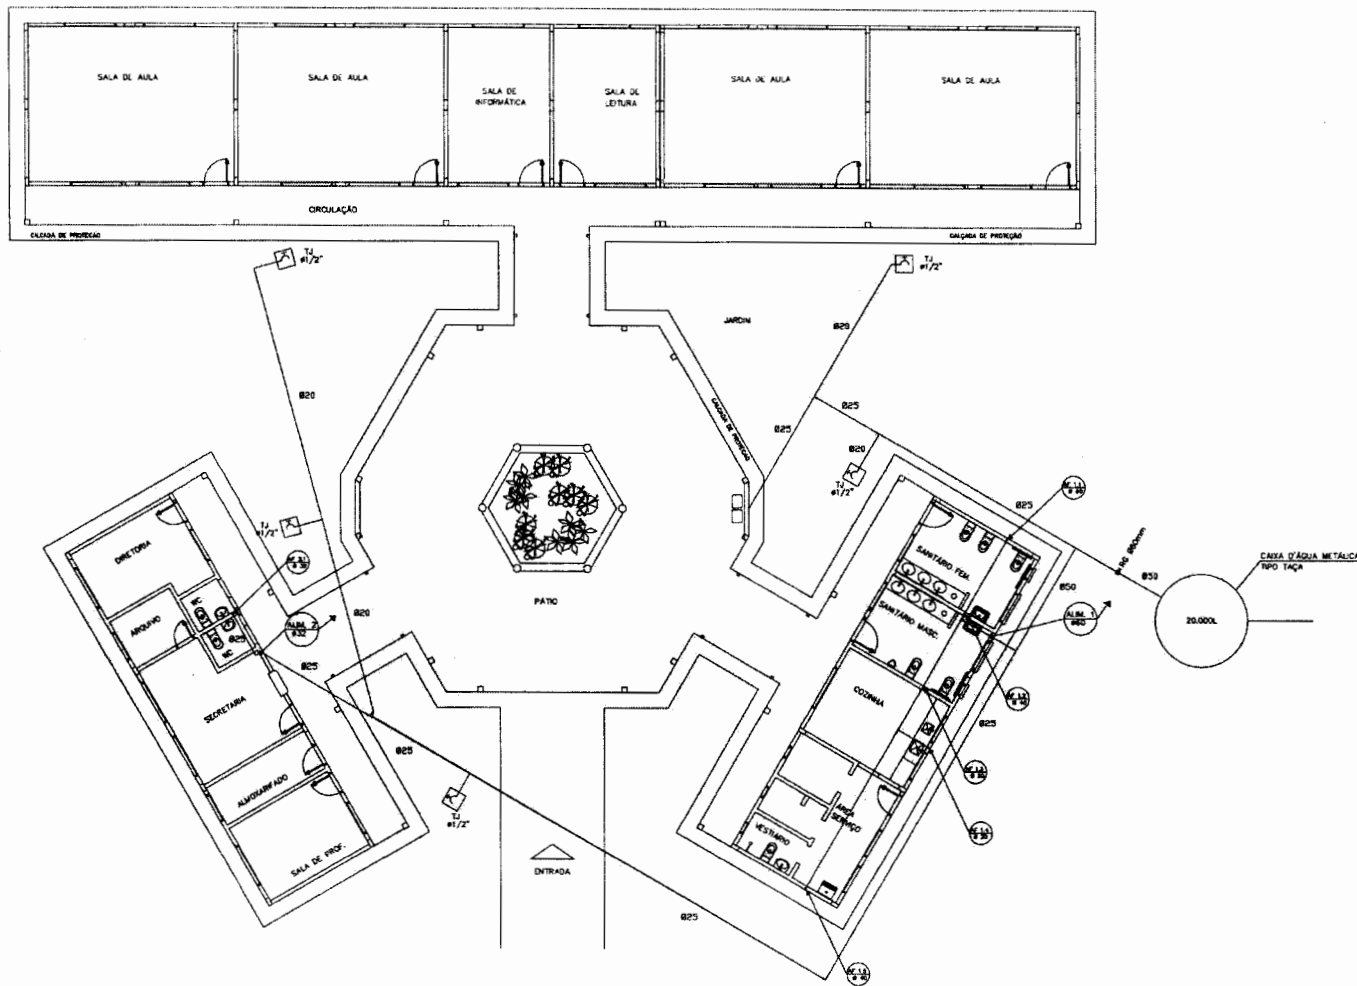 SALA DE AULA
SALA DE AULA
SALA DE
INFORMÁTICA
SALA DE
LEITURA
SALA DE AULA
SALA DE AULA
CIRCULAÇÃO
CALÇADA DE PROTEÇÃO
CALÇADA DE PROTEÇÃO
TJ
ø1/2"
TJ
ø1/2"
JARDIM
ø20
ø20
CALÇADA DE PROTEÇÃO
ø25
ø25
ø20
TJ
ø1/2"
ø25
RG ø60mm
CAIXA D'ÁGUA METÁLICA
TIPO TAÇA
ø50
ø50
20.000L
ALIM. 1
ø60
DIRETORIA
WC
ARQUIVO
WC
ø25
TJ
ø1/2"
ALIM. 2
ø32
ø20
ø25
SECRETARIA
ALMOXARIFADO
SALA DE PROF.
PÁTIO
SANITÁRIO FEM.
SANITÁRIO MASC.
COZINHA
ø25
ÁREA
SERVIÇO
VESTIÁRIO
ø25
TJ
ø1/2"
ENTRADA
ø25